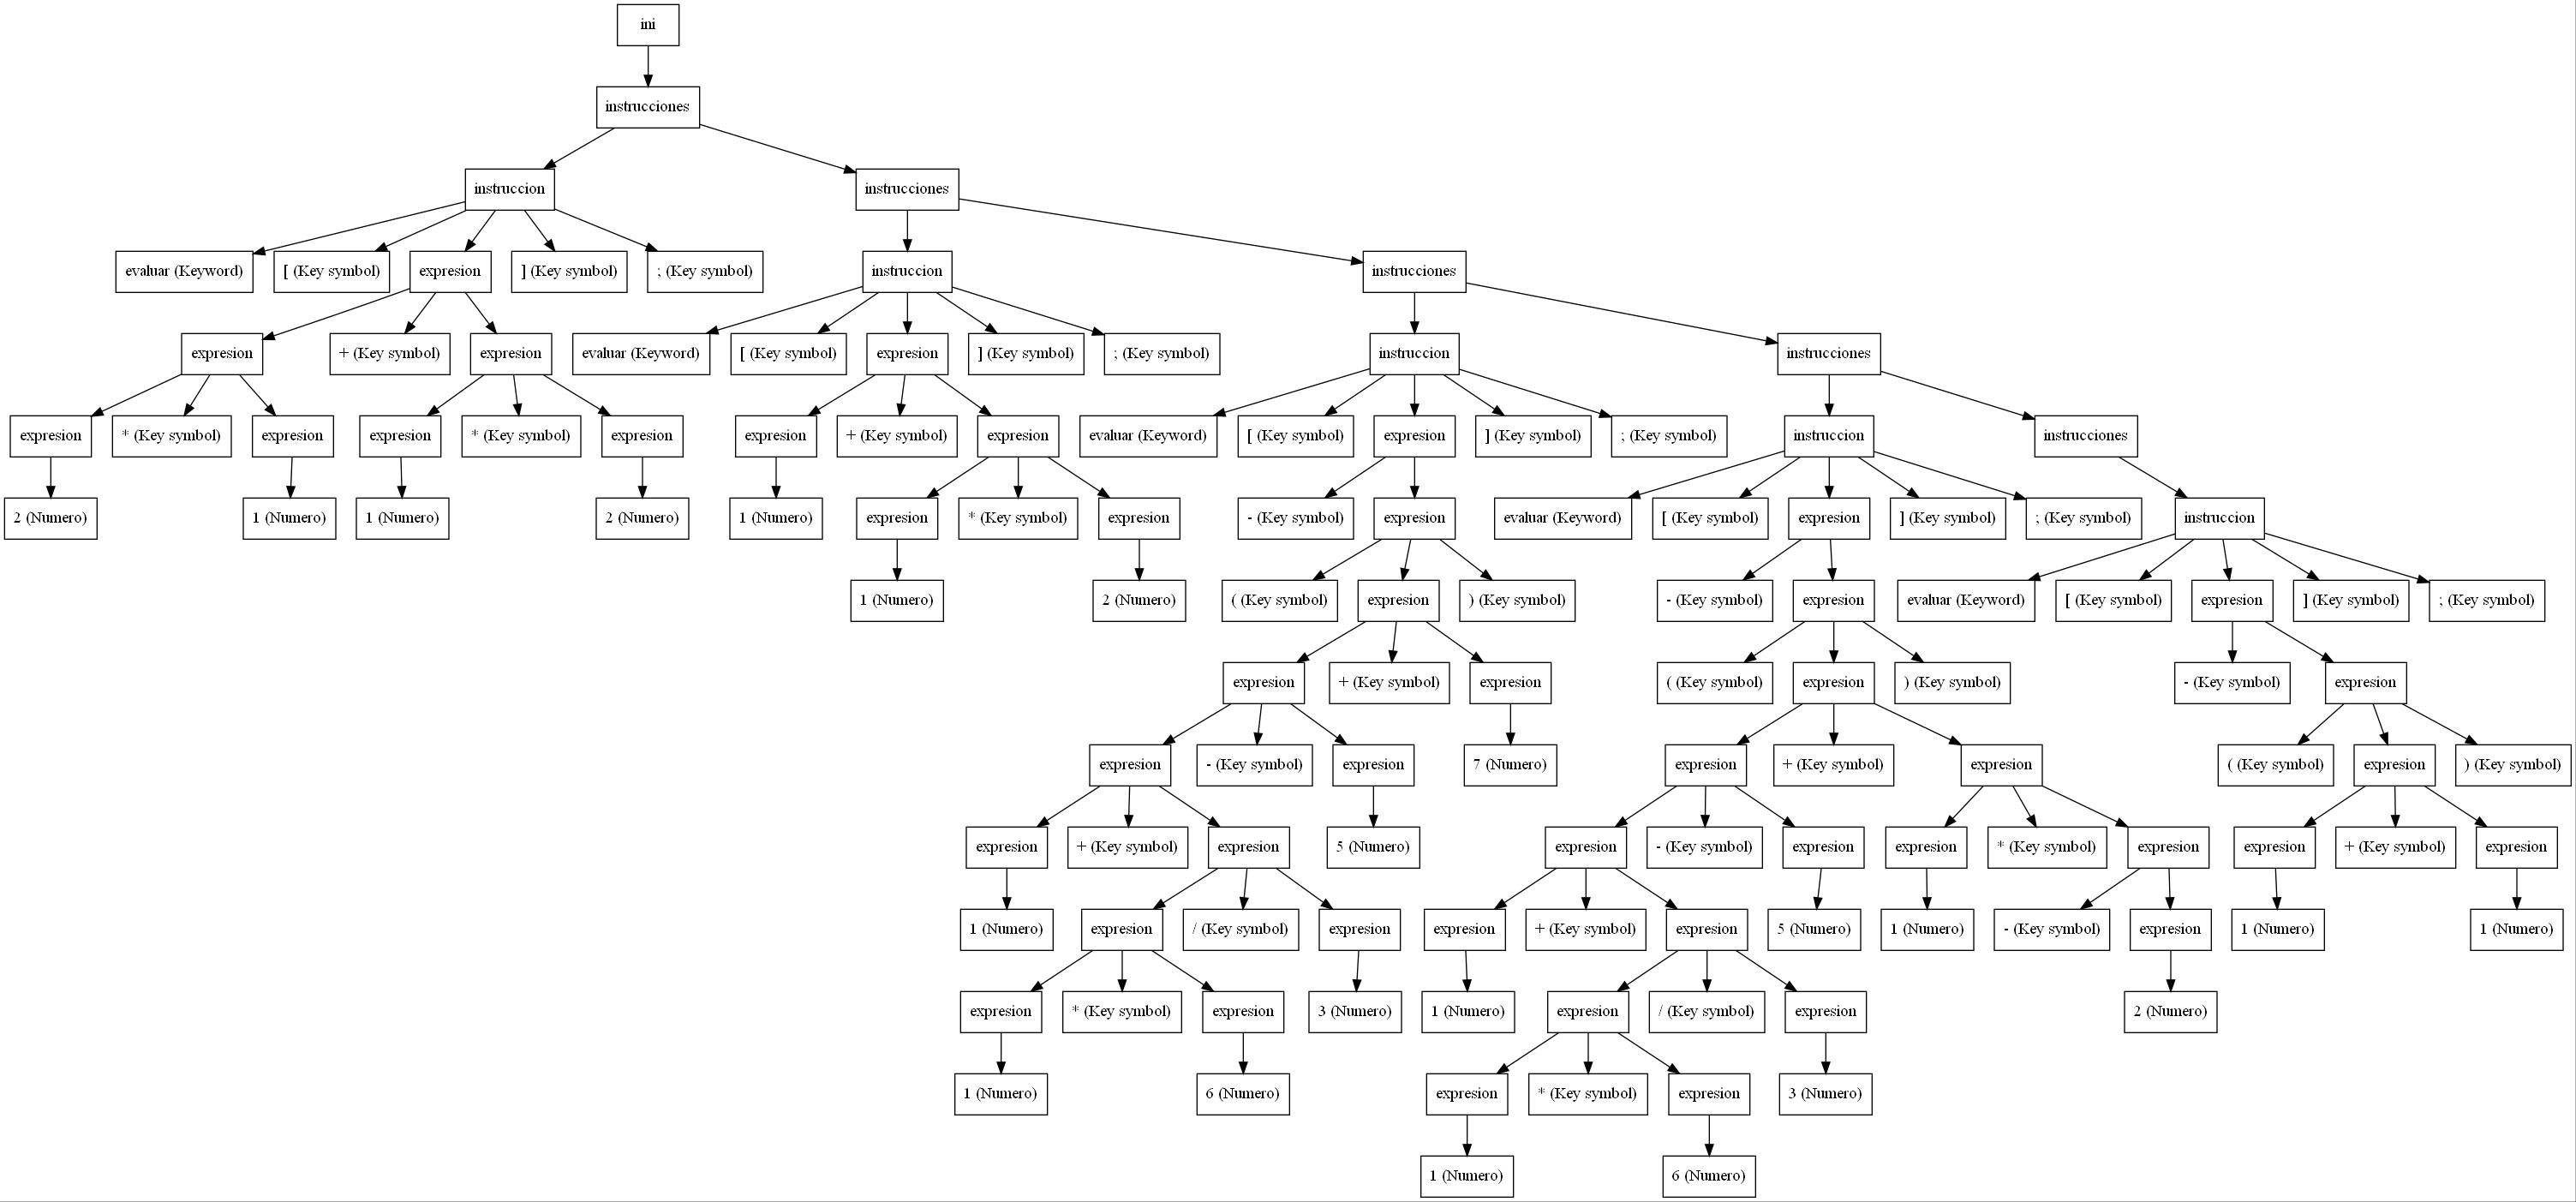 ini
instrucciones
instruccion instrucciones
evaluar (Keyword) [ (Key symbol) expresion ] (Key symbol) ; (Key symbol) instruccion instrucciones
expresion + (Key symbol) expresion evaluar (Keyword) [ (Key symbol) expresion ] (Key symbol) ; (Key symbol) instruccion instrucciones
expresion * (Key symbol) expresion expresion * (Key symbol) expresion expresion + (Key symbol) expresion evaluar (Keyword) [ (Key symbol) expresion ] (Key symbol) ; (Key symbol) instruccion instrucciones
2 (Numero) 1 (Numero) 1 (Numero) 2 (Numero) 1 (Numero) expresion * (Key symbol) expresion - (Key symbol) expresion evaluar (Keyword) [ (Key symbol) expresion ] (Key symbol) ; (Key symbol) instruccion
1 (Numero) 2 (Numero) ( (Key symbol) expresion ) (Key symbol) - (Key symbol) expresion evaluar (Keyword) [ (Key symbol) expresion ] (Key symbol) ; (Key symbol)
expresion + (Key symbol) expresion ( (Key symbol) expresion ) (Key symbol) - (Key symbol) expresion
expresion - (Key symbol) expresion 7 (Numero) expresion + (Key symbol) expresion ( (Key symbol) expresion ) (Key symbol)
expresion + (Key symbol) expresion 5 (Numero) expresion - (Key symbol) expresion expresion * (Key symbol) expresion expresion + (Key symbol) expresion
1 (Numero) expresion / (Key symbol) expresion expresion + (Key symbol) expresion 5 (Numero) 1 (Numero) - (Key symbol) expresion 1 (Numero) 1 (Numero)
expresion * (Key symbol) expresion 3 (Numero) 1 (Numero) expresion / (Key symbol) expresion 2 (Numero)
1 (Numero) 6 (Numero) expresion * (Key symbol) expresion 3 (Numero)
1 (Numero) 6 (Numero)